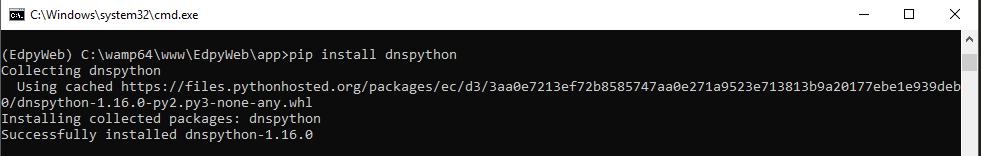 C:\Windows\system32\cmd.exe
(EdpyWeb) C:\wamp64\www\EdpyWeb\app>pip install dnspython
Collecting dnspython
  Using cached https://files.pythonhosted.org/packages/ec/d3/3aa0e7213ef72b8585747aa0e271a9523e713813b9a20177ebe1e939deb
0/dnspython-1.16.0-py2.py3-none-any.whl
Installing collected packages: dnspython
Successfully installed dnspython-1.16.0